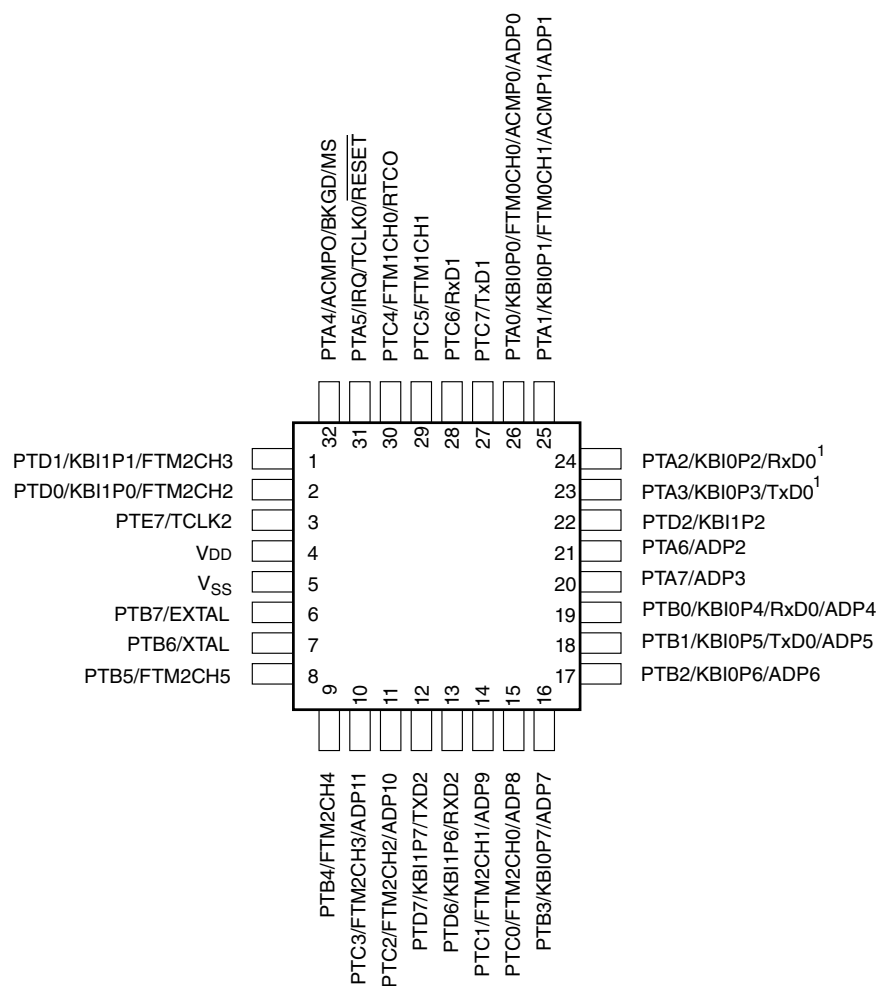 PTA4/ACMPO/BKGD/MS
PTA5/IRQ/TCLK0/RESET
PTC4/FTM1CH0/RTCO
PTC5/FTM1CH1
PTC6/RxD1
PTC7/TxD1
PTA0/KBI0P0/FTM0CH0/ACMP0/ADP0
PTA1/KBI0P1/FTM0CH1/ACMP1/ADP1
32
31
30
29
28
27
26
25
PTD1/KBI1P1/FTM2CH3 1
PTD0/KBI1P0/FTM2CH2 2
PTE7/TCLK2 3
VDD 4
VSS 5
PTB7/EXTAL 6
PTB6/XTAL 7
PTB5/FTM2CH5 8
24 PTA2/KBI0P2/RxD0¹
23 PTA3/KBI0P3/TxD0¹
22 PTD2/KBI1P2
21 PTA6/ADP2
20 PTA7/ADP3
19 PTB0/KBI0P4/RxD0/ADP4
18 PTB1/KBI0P5/TxD0/ADP5
17 PTB2/KBI0P6/ADP6
9
10
11
12
13
14
15
16
PTB4/FTM2CH4
PTC3/FTM2CH3/ADP11
PTC2/FTM2CH2/ADP10
PTD7/KBI1P7/TXD2
PTD6/KBI1P6/RXD2
PTC1/FTM2CH1/ADP9
PTC0/FTM2CH0/ADP8
PTB3/KBI0P7/ADP7